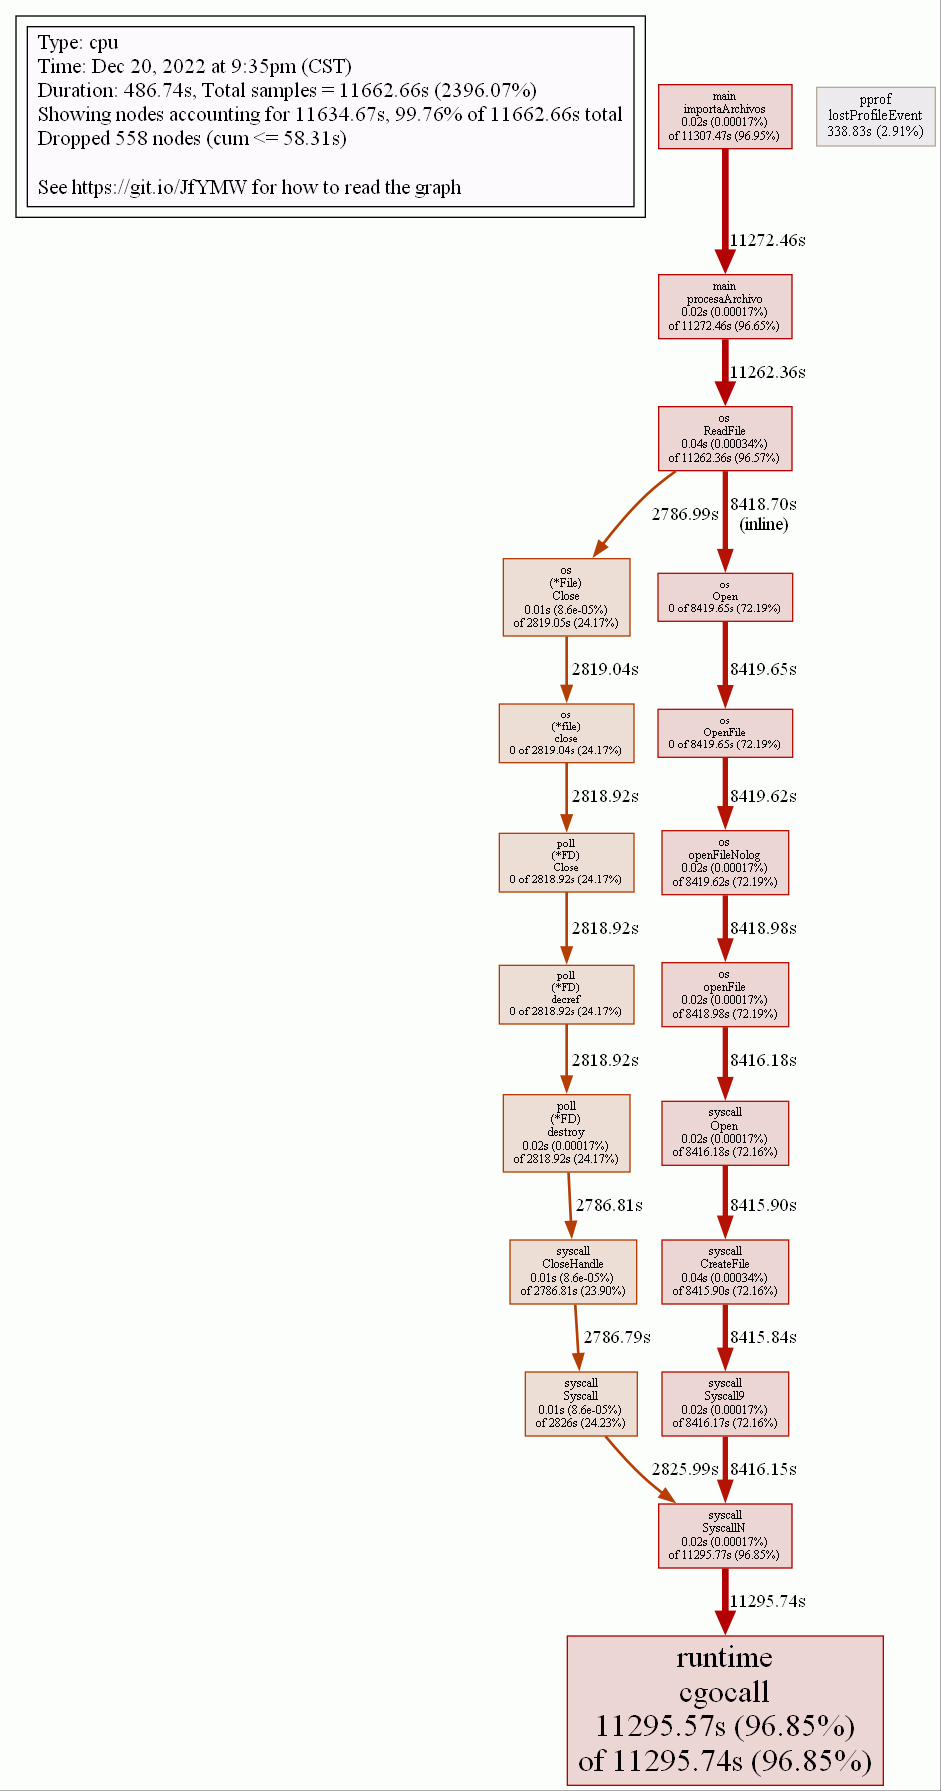 Type: cpu
Time: Dec 20, 2022 at 9:35pm (CST)
Duration: 486.74s, Total samples = 11662.66s (2396.07%)
Showing nodes accounting for 11634.67s, 99.76% of 11662.66s total
Dropped 558 nodes (cum <= 58.31s)
See https://git.io/JfYMW for how to read the graph
main
importaArchivos
0.02s (0.00017%)
of 11307.47s (96.95%)
pprof
lostProfileEvent
338.83s (2.91%)
11272.46s
main
procesaArchivo
0.02s (0.00017%)
of 11272.46s (96.65%)
11262.36s
os
ReadFile
0.04s (0.00034%)
of 11262.36s (96.57%)
2786.99s
8418.70s
(inline)
os
(*File)
Close
0.01s (8.6e-05%)
of 2819.05s (24.17%)
os
Open
0 of 8419.65s (72.19%)
2819.04s
8419.65s
os
(*file)
close
0 of 2819.04s (24.17%)
os
OpenFile
0 of 8419.65s (72.19%)
2818.92s
8419.62s
poll
(*FD)
Close
0 of 2818.92s (24.17%)
os
openFileNolog
0.02s (0.00017%)
of 8419.62s (72.19%)
2818.92s
8418.98s
poll
(*FD)
decref
0 of 2818.92s (24.17%)
os
openFile
0.02s (0.00017%)
of 8418.98s (72.19%)
2818.92s
8416.18s
poll
(*FD)
destroy
0.02s (0.00017%)
of 2818.92s (24.17%)
syscall
Open
0.02s (0.00017%)
of 8416.18s (72.16%)
2786.81s
8415.90s
syscall
CloseHandle
0.01s (8.6e-05%)
of 2786.81s (23.90%)
syscall
CreateFile
0.04s (0.00034%)
of 8415.90s (72.16%)
2786.79s
8415.84s
syscall
Syscall
0.01s (8.6e-05%)
of 2826s (24.23%)
syscall
Syscall9
0.02s (0.00017%)
of 8416.17s (72.16%)
2825.99s
8416.15s
syscall
SyscallN
0.02s (0.00017%)
of 11295.77s (96.85%)
11295.74s
runtime
cgocall
11295.57s (96.85%)
of 11295.74s (96.85%)